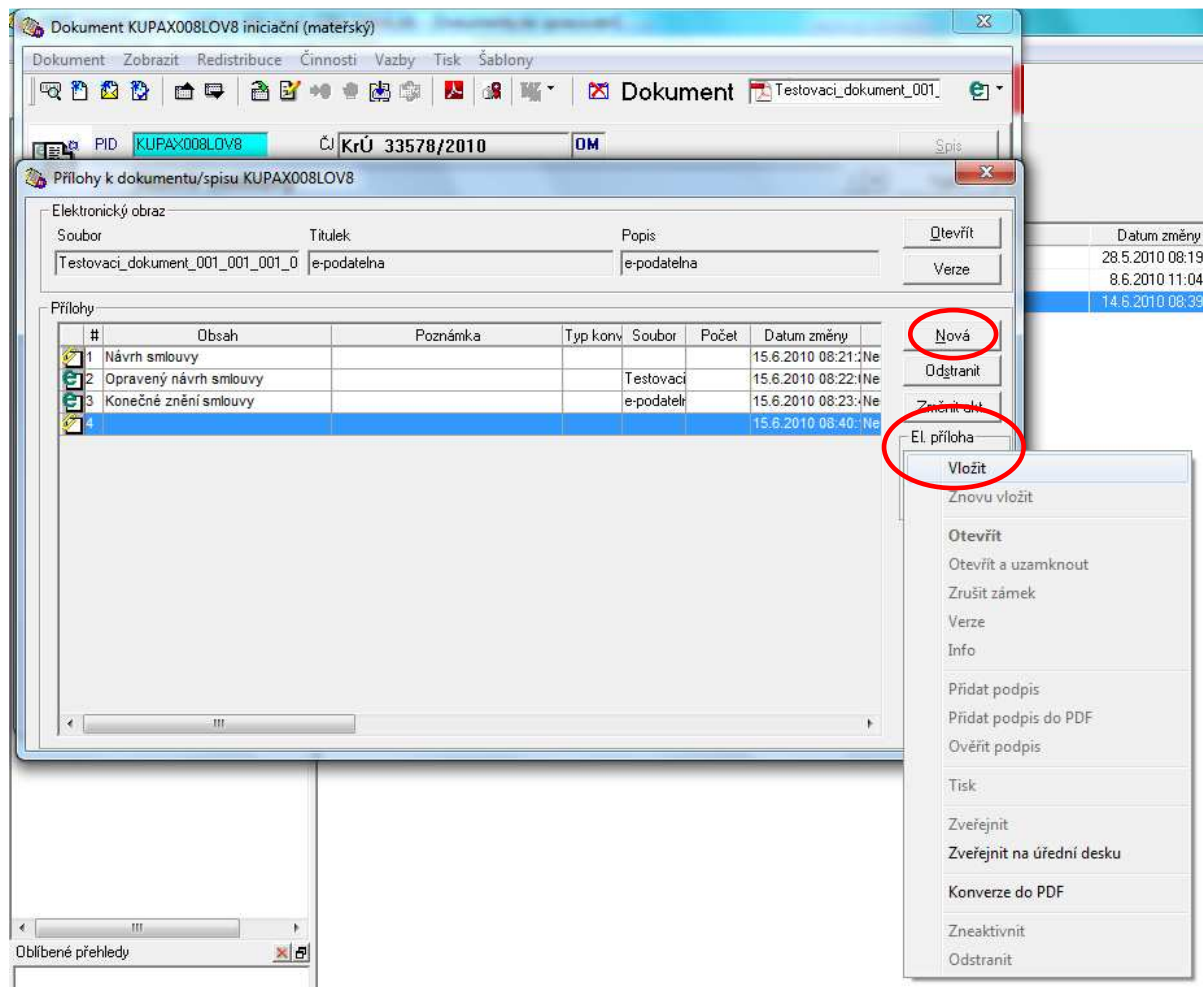 Dokument KUPAX008LOV8 iniciační (mateřský)
Dokument Zobrazit Redistribuce Činnosti Vazby Tisk Šablony
Dokument Testovaci_dokument_001_
PID KUPAX008LOV8 ČJ KrÚ 33578/2010 OM Spis
Přílohy k dokumentu/spisu KUPAX008LOV8
Elektronický obraz
Soubor Titulek Popis Otevřít
Testovaci_dokument_001_001_001_0 e-podatelna e-podatelna
Verze
Datum změny
28.5.2010 08:19
8.6.2010 11:04
14.6.2010 08:39
Přílohy
# Obsah Poznámka Typ konv Soubor Počet Datum změny
1 Návrh smlouvy 15.6.2010 08:21: Ne
2 Opravený návrh smlouvy Testovaci 15.6.2010 08:22: Ne
3 Konečné znění smlouvy e-podateln 15.6.2010 08:23: Ne
4 15.6.2010 08:40: Ne
Nová
Odstranit
Změnit akt.
El. příloha
Vložit
Znovu vložit
Otevřít
Otevřít a uzamknout
Zrušit zámek
Verze
Info
Přidat podpis
Přidat podpis do PDF
Ověřit podpis
Tisk
Zveřejnit
Zveřejnit na úřední desku
Konverze do PDF
Zneaktivnit
Odstranit
Oblíbené přehledy